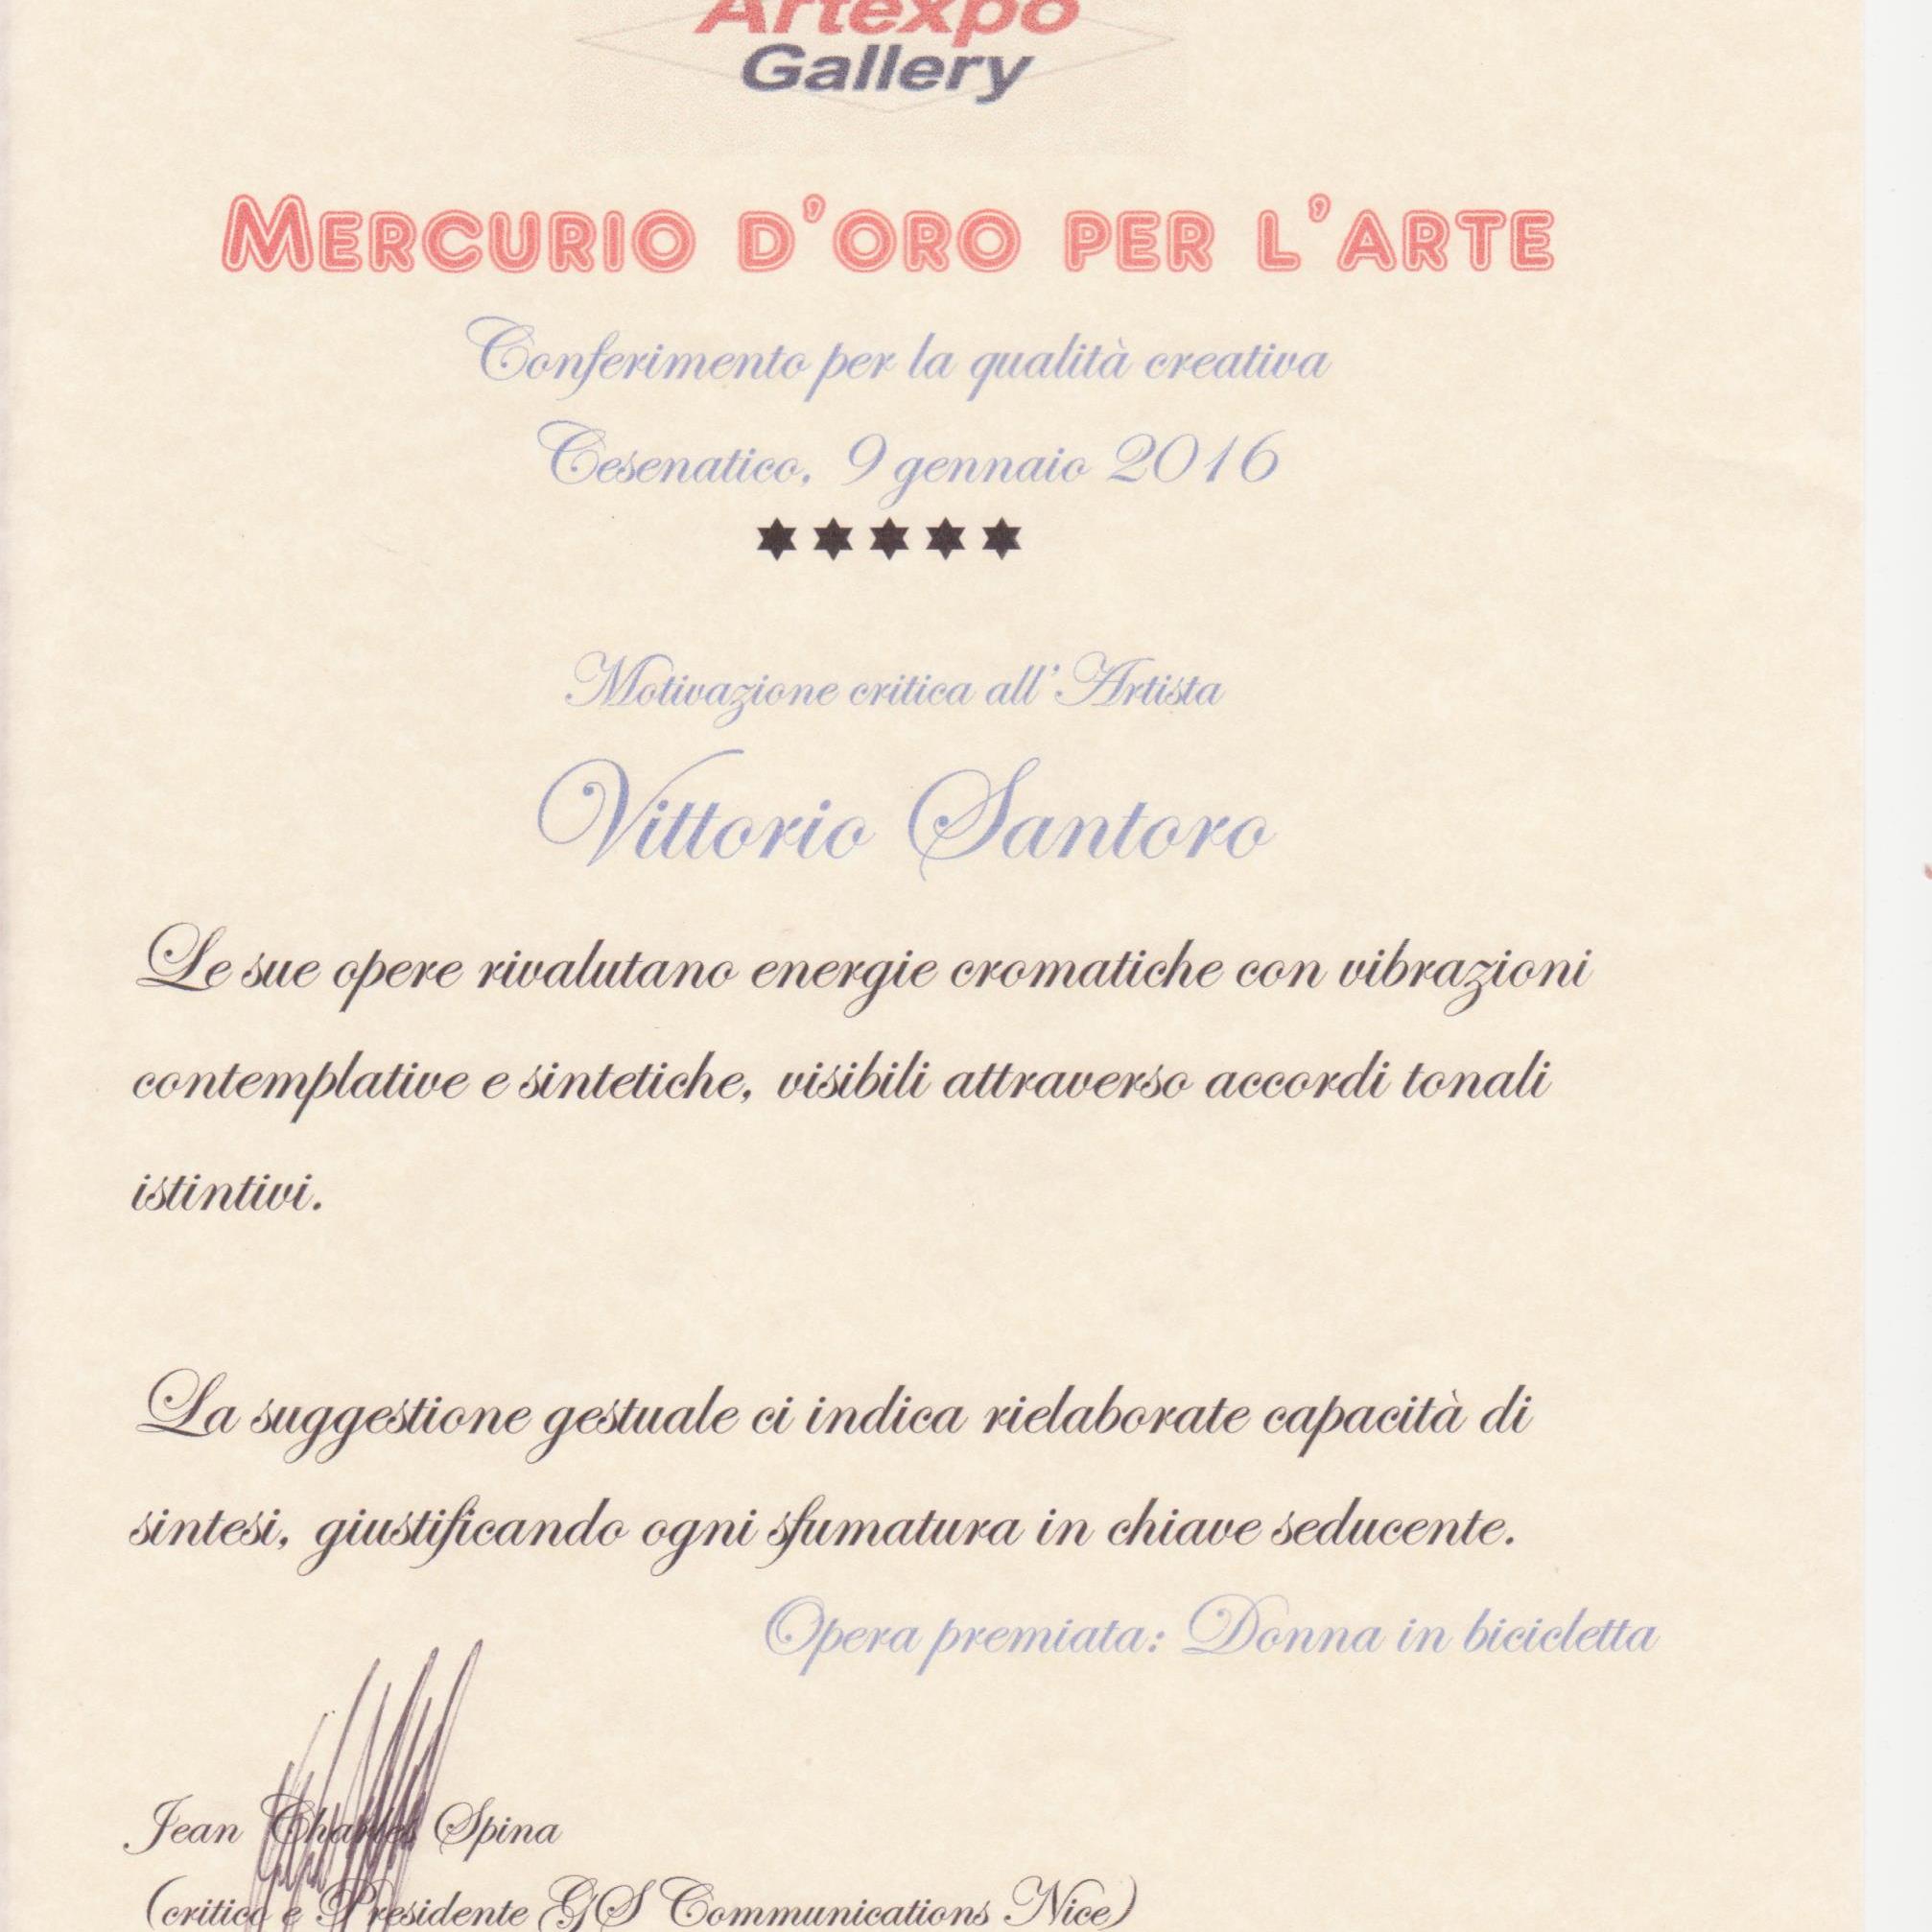 Artexpo
Gallery
MERCURIO D'ORO PER L'ARTE
Conferimento per la qualità creativa
Cesenatico, 9 gennaio 2016
★★★★★
Motivazione critica all'Artista
Vittorio Santoro
Le sue opere rivalutano energie cromatiche con vibrazioni
contemplative e sintetiche, visibili attraverso accordi tonali
istintivi.
La suggestione gestuale ci indica rielaborate capacità di
sintesi, giustificando ogni sfumatura in chiave seducente.
Opera premiata: Donna in bicicletta
Jean Charles Spina
(critico e Presidente GS Communications Nice)